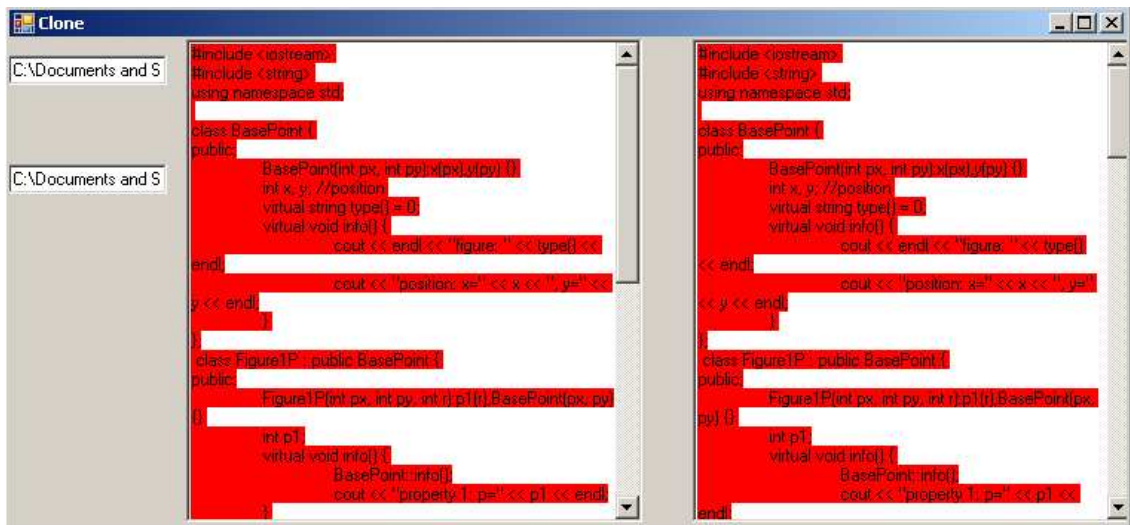 Clone
C:\Documents and S
C:\Documents and S
#include <iostream>
#include <string>
using namespace std;
class BasePoint {
public:
BasePoint(int px, int py):x(px),y(py) {}
int x, y; //position
virtual string type() = 0;
virtual void info() {
cout << endl << "figure: " << type() <<
endl;
cout << "position: x=" << x << ", y=" <<
y << endl;
}
};
class Figure1P : public BasePoint {
public:
Figure1P(int px, int py, int r):p1(r),BasePoint(px, py)
{}
int p1;
virtual void info() {
BasePoint::info();
cout << "property 1: p=" << p1 << endl;
}
#include <iostream>
#include <string>
using namespace std;
class BasePoint {
public:
BasePoint(int px, int py):x(px),y(py) {}
int x, y; //position
virtual string type() = 0;
virtual void info() {
cout << endl << "figure: " << type()
<< endl;
cout << "position: x=" << x << ", y="
<< y << endl;
}
};
class Figure1P : public BasePoint {
public:
Figure1P(int px, int py, int r):p1(r),BasePoint(px,
py) {}
int p1;
virtual void info() {
BasePoint::info();
cout << "property 1: p=" << p1 <<
endl;